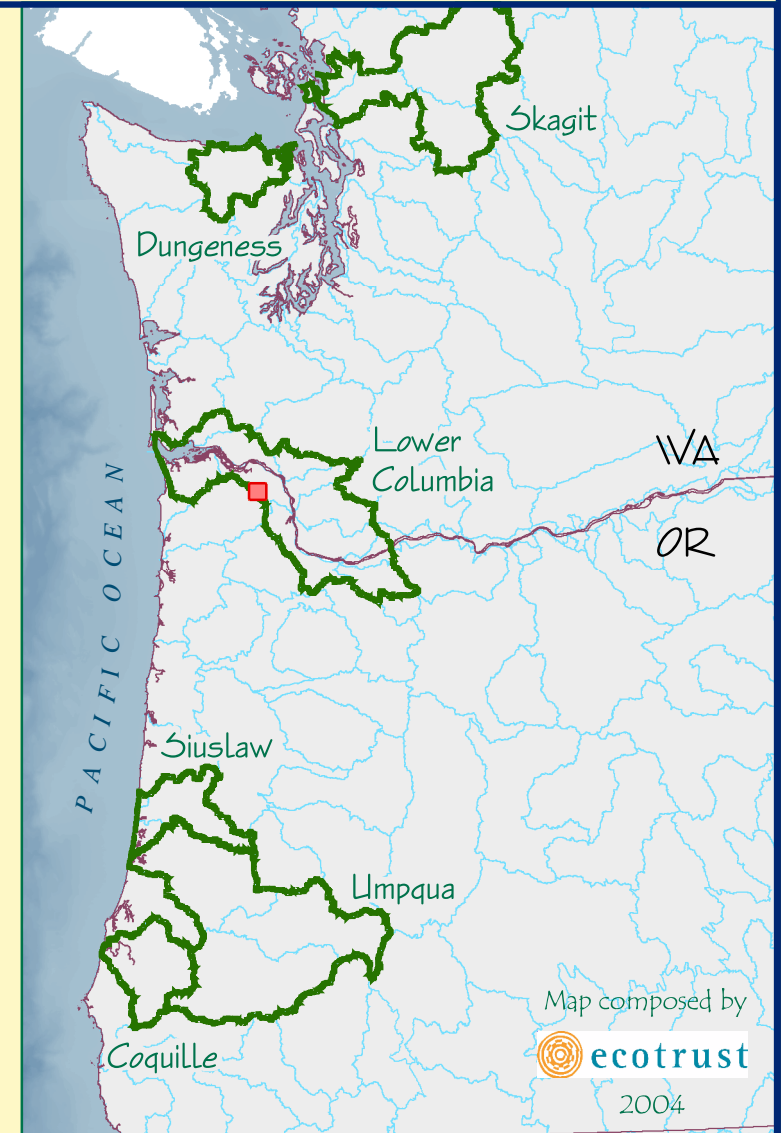 Skagit
Dungeness
Lower
Columbia
WA
OR
PACIFIC OCEAN
Siuslaw
Umpqua
Coquille
Map composed by
ecotrust
2004